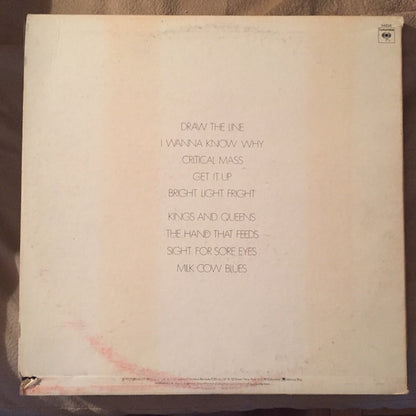 DRAW THE LINE
I WANNA KNOW WHY
CRITICAL MASS
GET IT UP
BRIGHT LIGHT FRIGHT
KINGS AND QUEENS
THE HAND THAT FEEDS
SIGHT FOR SORE EYES
MILK COW BLUES